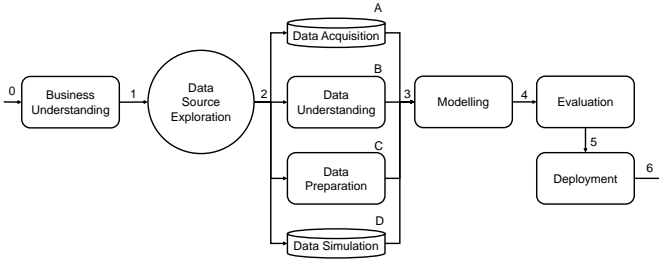 A
Data Acquisition
0
Business
Understanding
1
Data
Source
Exploration
2
B
Data
Understanding
3
Modelling
4
Evaluation
5
C
Data
Preparation
Deployment
6
D
Data Simulation